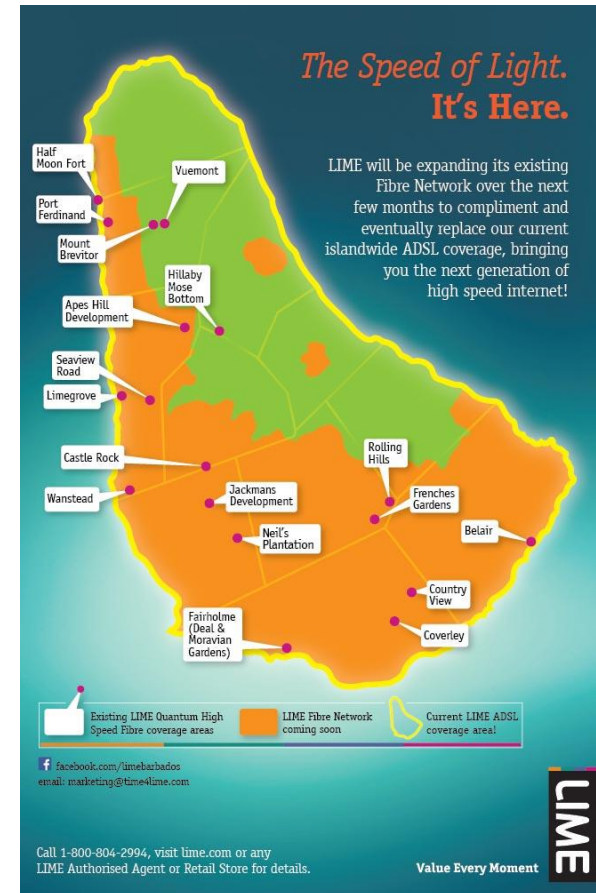 The Speed of Light.
It's Here.
LIME will be expanding its existing
Fibre Network over the next
few months to compliment and
eventually replace our current
islandwide ADSL coverage, bringing
you the next generation of
high speed internet!
Half
Moon Fort
Vuemont
Port
Ferdinand
Mount
Brevitor
Hillaby
Mose
Bottom
Apes Hill
Development
Seaview
Road
Limegrove
Castle Rock
Rolling
Hills
Wanstead
Jackmans
Development
Frenches
Gardens
Neil's
Plantation
Belair
Country
View
Fairholme
(Deal &
Moravian
Gardens)
Coverley
Existing LIME Quantum High
Speed Fibre coverage areas
LIME Fibre Network
coming soon
Current LIME ADSL
coverage area!
f facebook.com/limebarbados
email: marketing@time4lime.com
Call 1-800-804-2994, visit lime.com or any
LIME Authorised Agent or Retail Store for details.
Value Every Moment
LIME